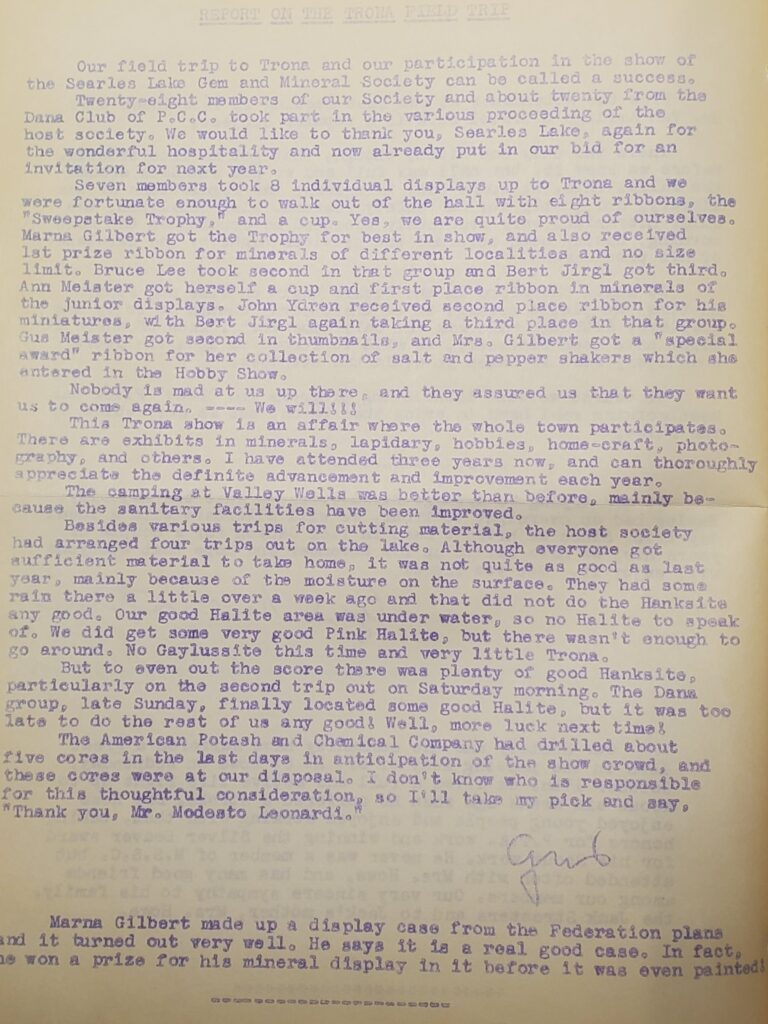 REPORT ON THE TRONA FIELD TRIP
Our field trip to Trona and our participation in the show of
the Searles Lake Gem and Mineral Society can be called a success.
Twenty-eight members of our Society and about twenty from the
Dana Club of P.C.C. took part in the various proceeding of the
host society. We would like to thank you, Searles Lake, again for
the wonderful hospitality and now already put in our bid for an
invitation for next year.
Seven members took 8 individual displays up to Trona and we
were fortunate enough to walk out of the hall with eight ribbons, the
"Sweepstake Trophy," and a cup. Yes, we are quite proud of ourselves.
Marna Gilbert got the Trophy for best in show, and also received
1st prize ribbon for minerals of different localities and no size
limit. Bruce Lee took second in that group and Bert Jirgl got third.
Ann Meister got herself a cup and first place ribbon in minerals of
the junior displays. John Ydren received second place ribbon for his
miniatures, with Bert Jirgl again taking a third place in that group.
Gus Meister got second in thumbnails, and Mrs. Gilbert got a "special
award" ribbon for her collection of salt and pepper shakers which she
entered in the Hobby Show.
Nobody is mad at us up there, and they assured us that they want
us to come again. ---- We will!!!
This Trona show is an affair where the whole town participates.
There are exhibits in minerals, lapidary, hobbies, home-craft, photo-
graphy, and others. I have attended three years now, and can thoroughly
appreciate the definite advancement and improvement each year.
The camping at Valley Wells was better than before, mainly be-
cause the sanitary facilities have been improved.
Besides various trips for cutting material, the host society
had arranged four trips out on the lake. Although everyone got
sufficient material to take home, it was not quite as good as last
year, mainly because of the moisture on the surface. They had some
rain there a little over a week ago and that did not do the Hanksite
any good. Our good Halite area was under water, so no Halite to speak
of. We did get some very good Pink Halite, but there wasn't enough to
go around. No Gaylussite this time and very little Trona.
But to even out the score there was plenty of good Hanksite,
particularly on the second trip out on Saturday morning. The Dana
group, late Sunday, finally located some good Halite, but it was too
late to do the rest of us any good! Well, more luck next time!
The American Potash and Chemical Company had drilled about
five cores in the last days in anticipation of the show crowd, and
these cores were at our disposal. I don't know who is responsible
for this thoughtful consideration, so I'll take my pick and say,
"Thank you, Mr. Modesto Leonardi."
Marna Gilbert made up a display case from the Federation plans
and it turned out very well. He says it is a real good case. In fact,
he won a prize for his mineral display in it before it was even painted!